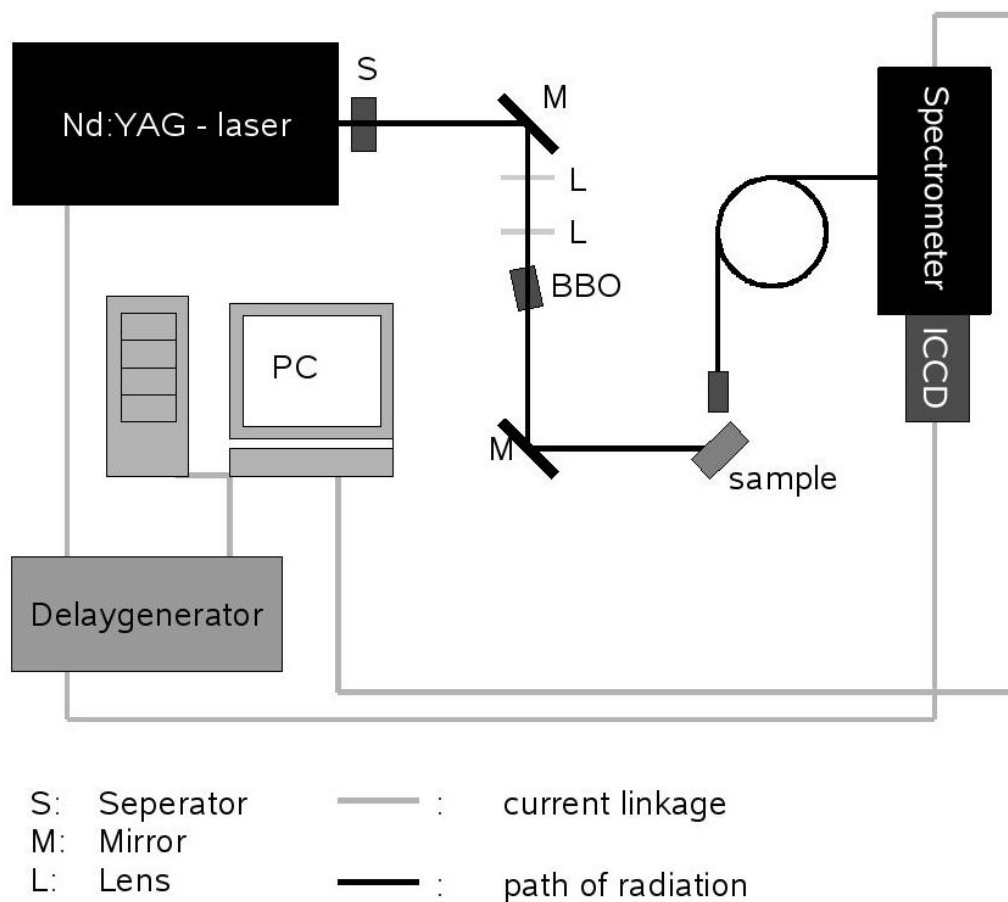 S
M
Nd:YAG - laser
L
L
BBO
Spectrometer
ICCD
PC
M
sample
Delaygenerator
S: Seperator : current linkage
M: Mirror
L: Lens : path of radiation